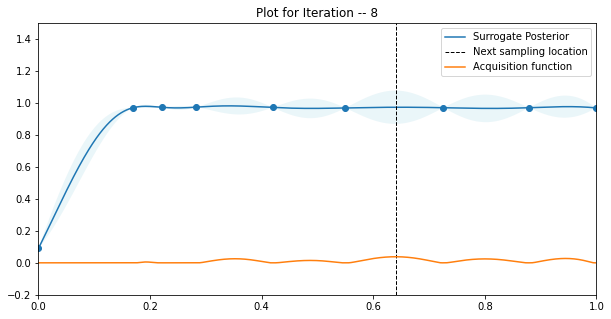 Plot for Iteration -- 8
Surrogate Posterior
Next sampling location
Acquisition function
1.4
1.2
1.0
0.8
0.6
0.4
0.2
0.0
−0.2
0.0 0.2 0.4 0.6 0.8 1.0